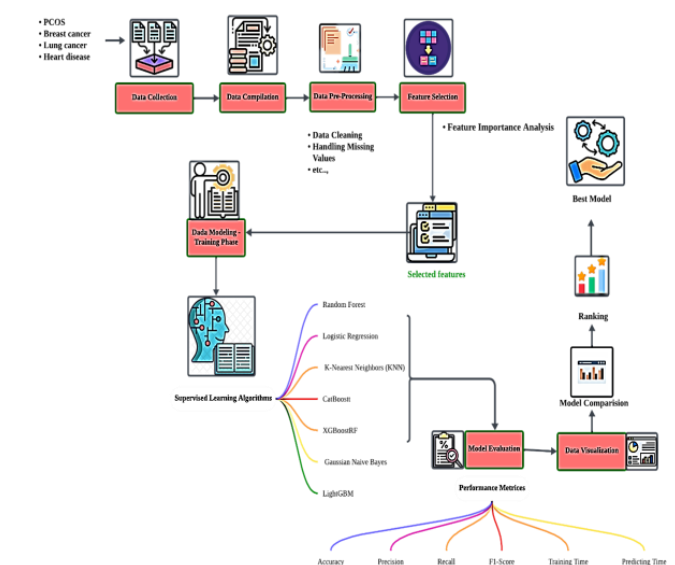 • PCOS
• Breast cancer
• Lung cancer
• Heart disease
Data Collection
Data Compilation
Data Pre-Processing
Feature Selection
• Data Cleaning
• Handling Missing
Values
• etc..,
• Feature Importance Analysis
Best Model
Dada Modeling -
Training Phase
Selected features
Ranking
Random Forest
Logistic Regression
K-Nearest Neighbors (KNN)
Supervised Learning Algorithms
CatBoostt
XGBoostRF
Gaussian Naive Bayes
LightGBM
Model Comparision
Model Evaluation
Data Visualization
Performance Metrices
Accuracy
Precision
Recall
F1-Score
Training Time
Predicting Time